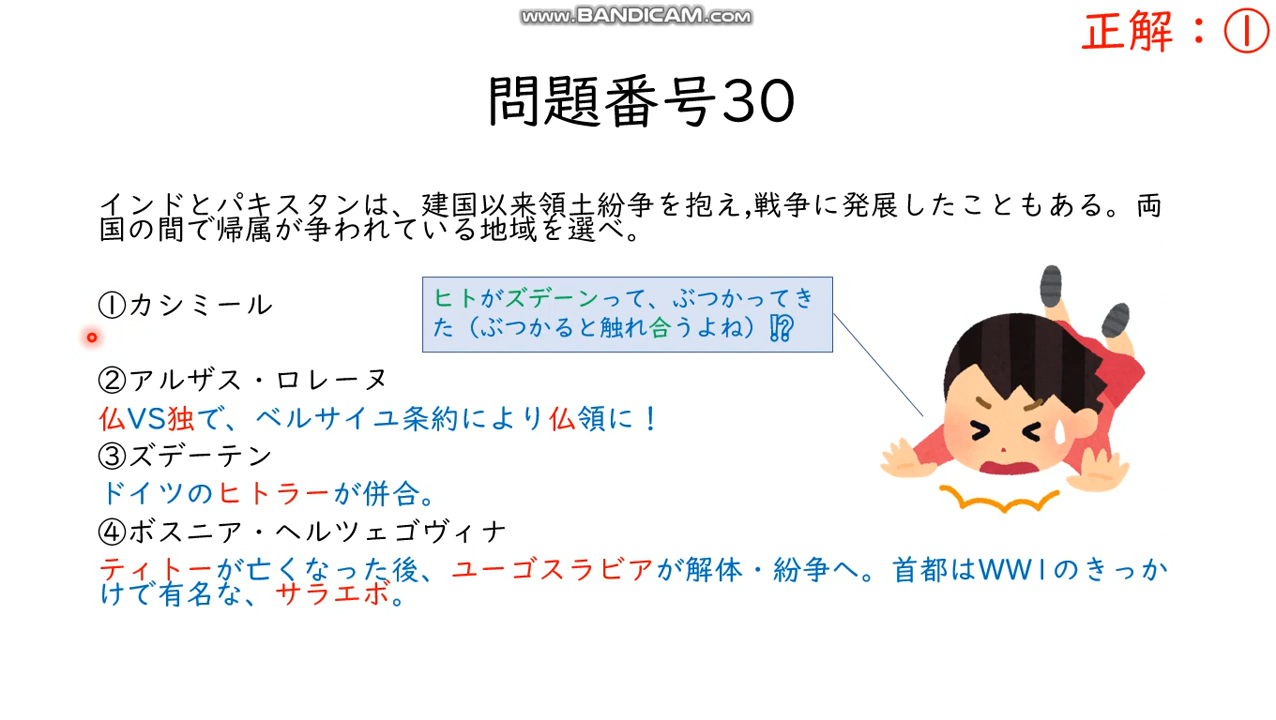 www.BANDICAM.com
正解：①
問題番号30
インドとパキスタンは、建国以来領土紛争を抱え,戦争に発展したこともある。両
国の間で帰属が争われている地域を選べ。
①カシミール
ヒトがズデーンって、ぶつかってき
た（ぶつかると触れ合うよね）⁉
②アルザス・ロレーヌ
仏VS独で、ベルサイユ条約により仏領に！
③ズデーテン
ドイツのヒトラーが併合。
④ボスニア・ヘルツェゴヴィナ
ティトーが亡くなった後、ユーゴスラビアが解体・紛争へ。首都はWW1のきっか
けで有名な、サラエボ。